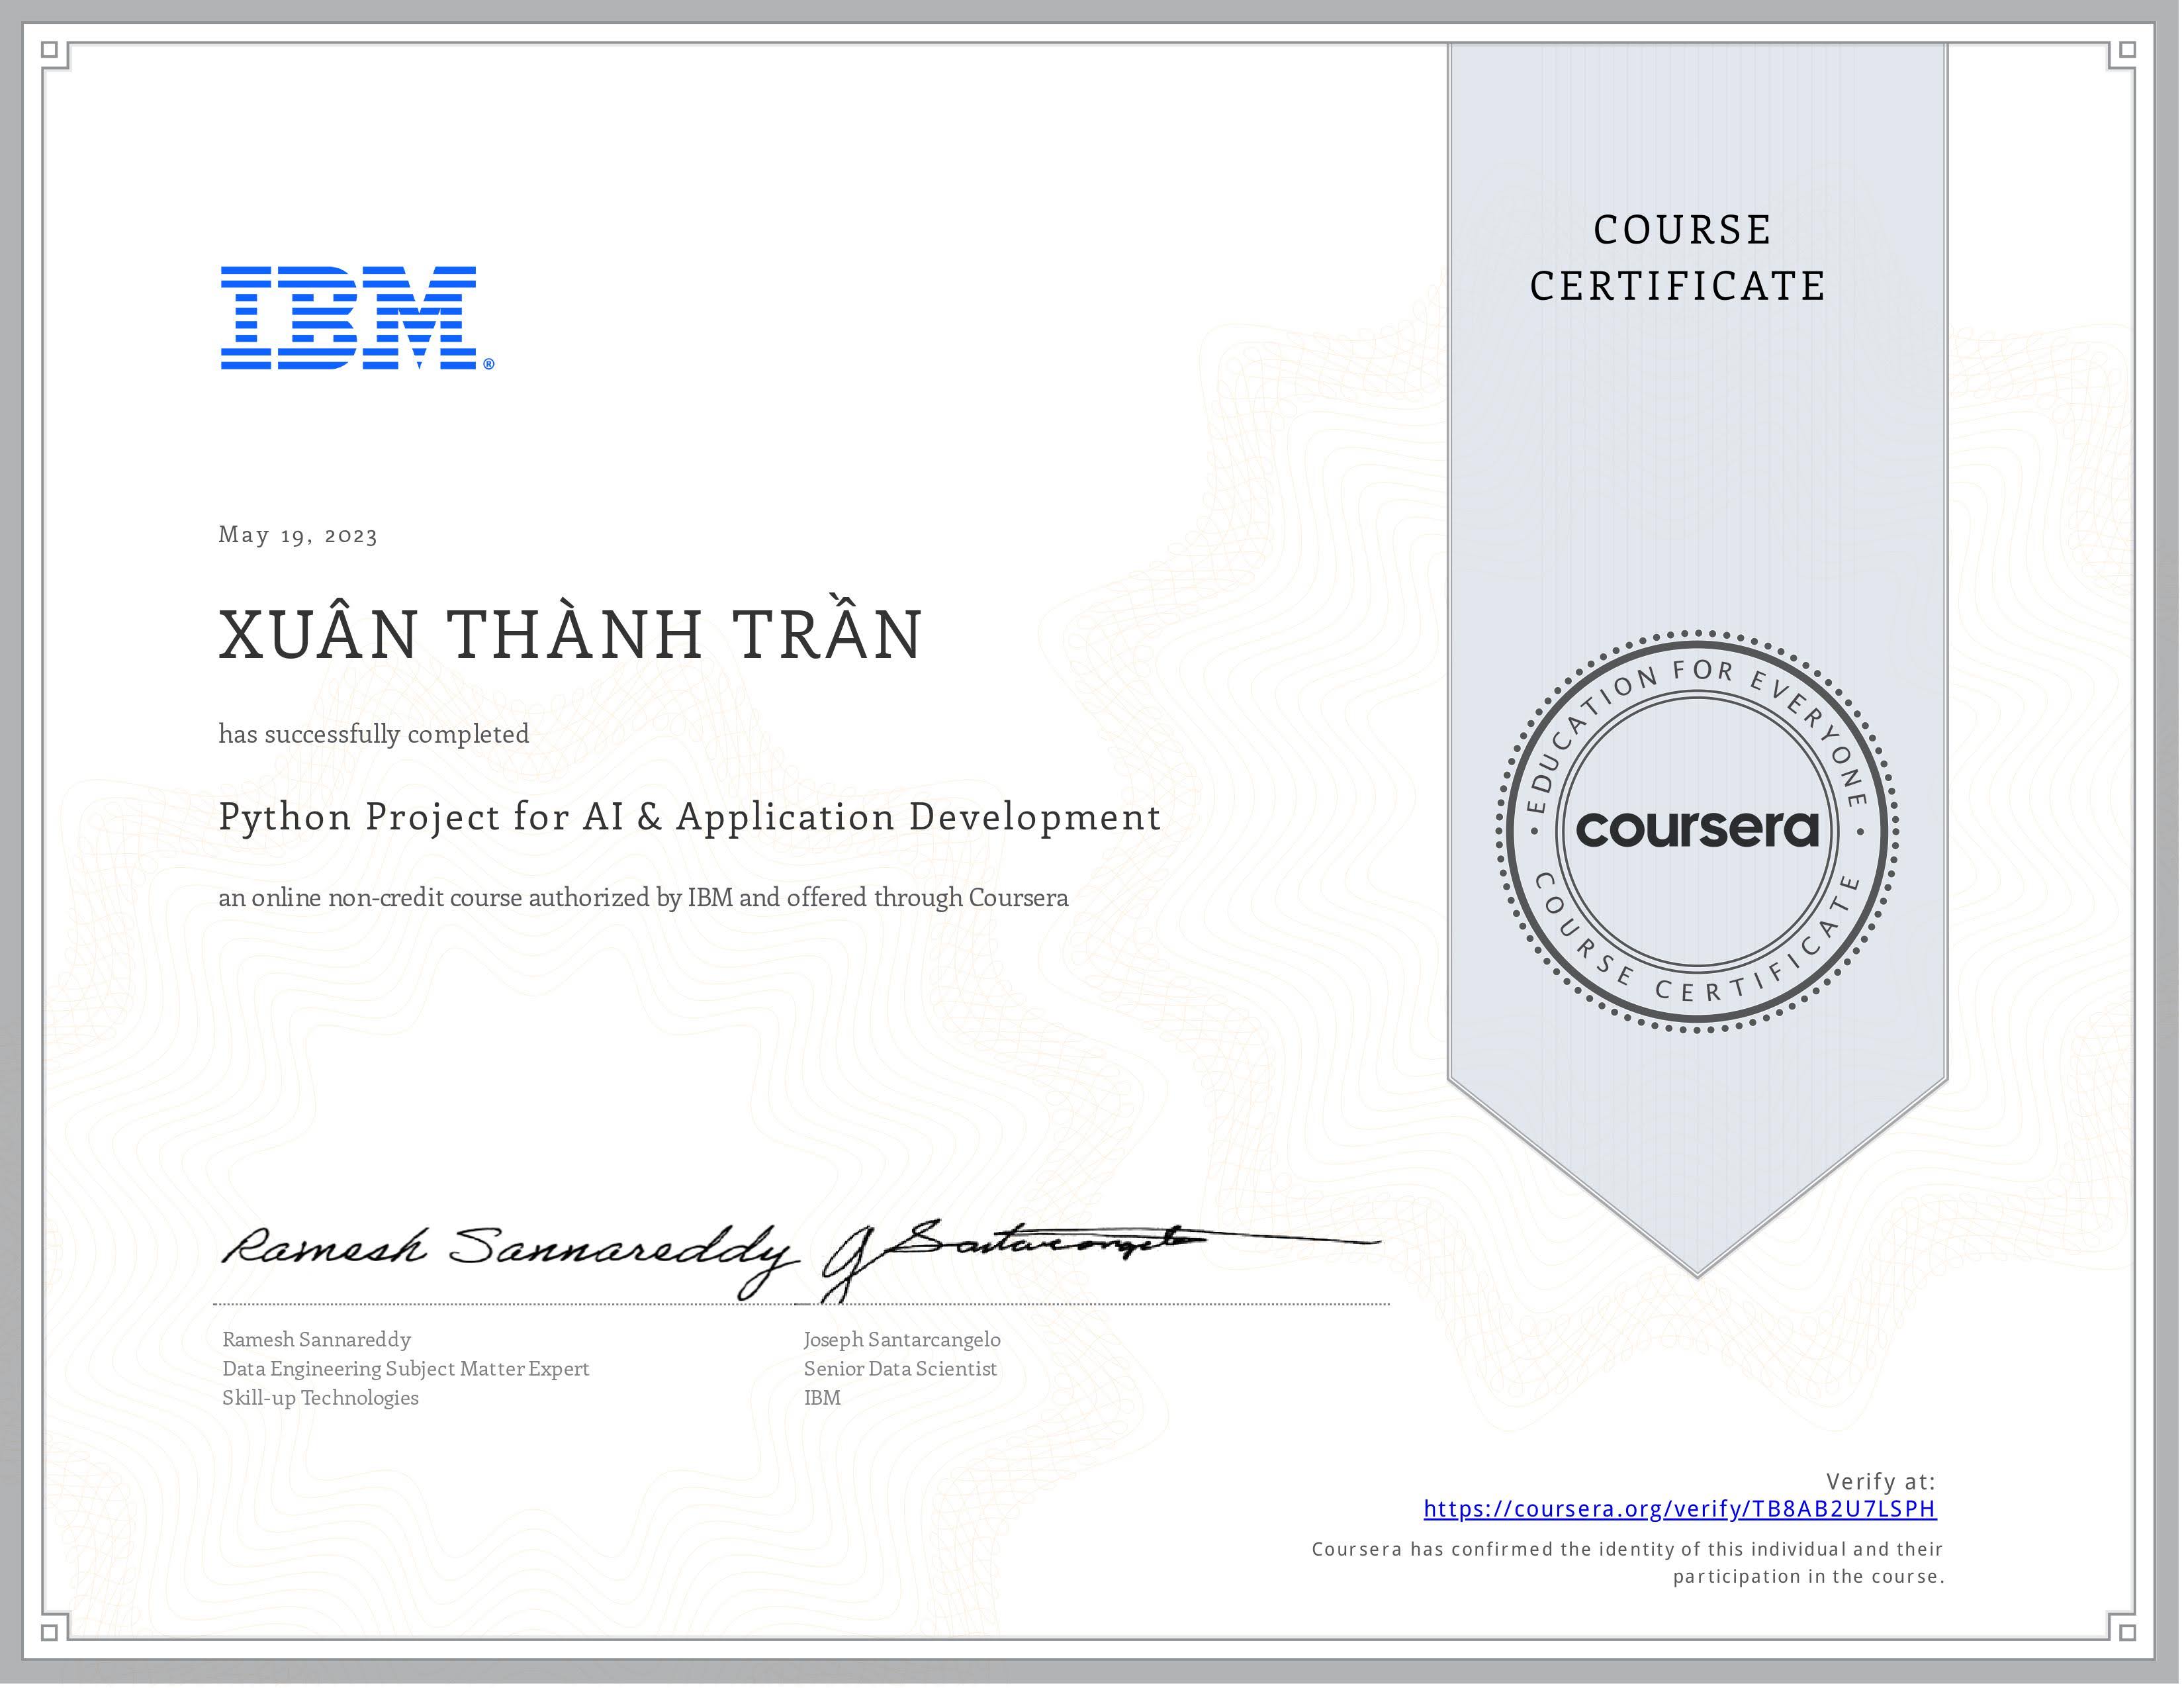 IBM®
COURSE
CERTIFICATE
May 19, 2023
XUÂN THÀNH TRẦN
has successfully completed
Python Project for AI & Application Development
an online non-credit course authorized by IBM and offered through Coursera
EDUCATION FOR EVERYONE
coursera
COURSE CERTIFICATE
Ramesh Sannareddy
J Santarcangelo
Ramesh Sannareddy
Data Engineering Subject Matter Expert
Skill-up Technologies
Joseph Santarcangelo
Senior Data Scientist
IBM
Verify at:
https://coursera.org/verify/TB8AB2U7LSPH
Coursera has confirmed the identity of this individual and their
participation in the course.